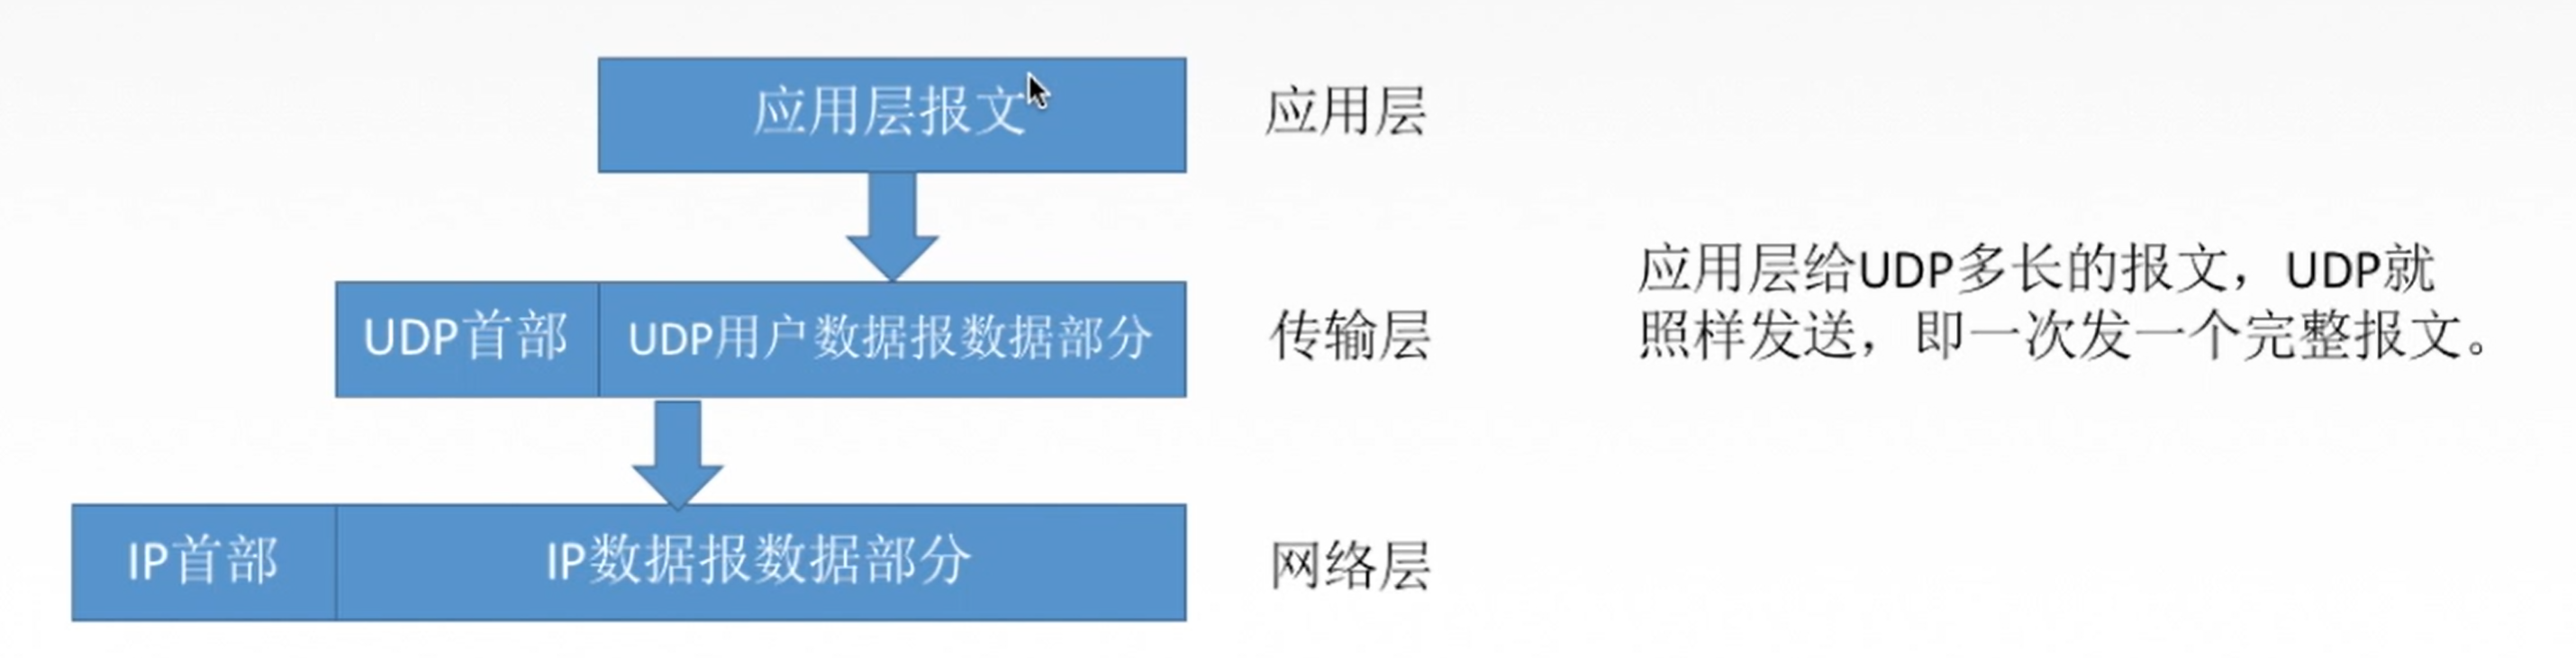 应用层报文
应用层
UDP首部
UDP用户数据报数据部分
传输层
应用层给UDP多长的报文，UDP就
照样发送，即一次发一个完整报文。
IP首部
IP数据报数据部分
网络层